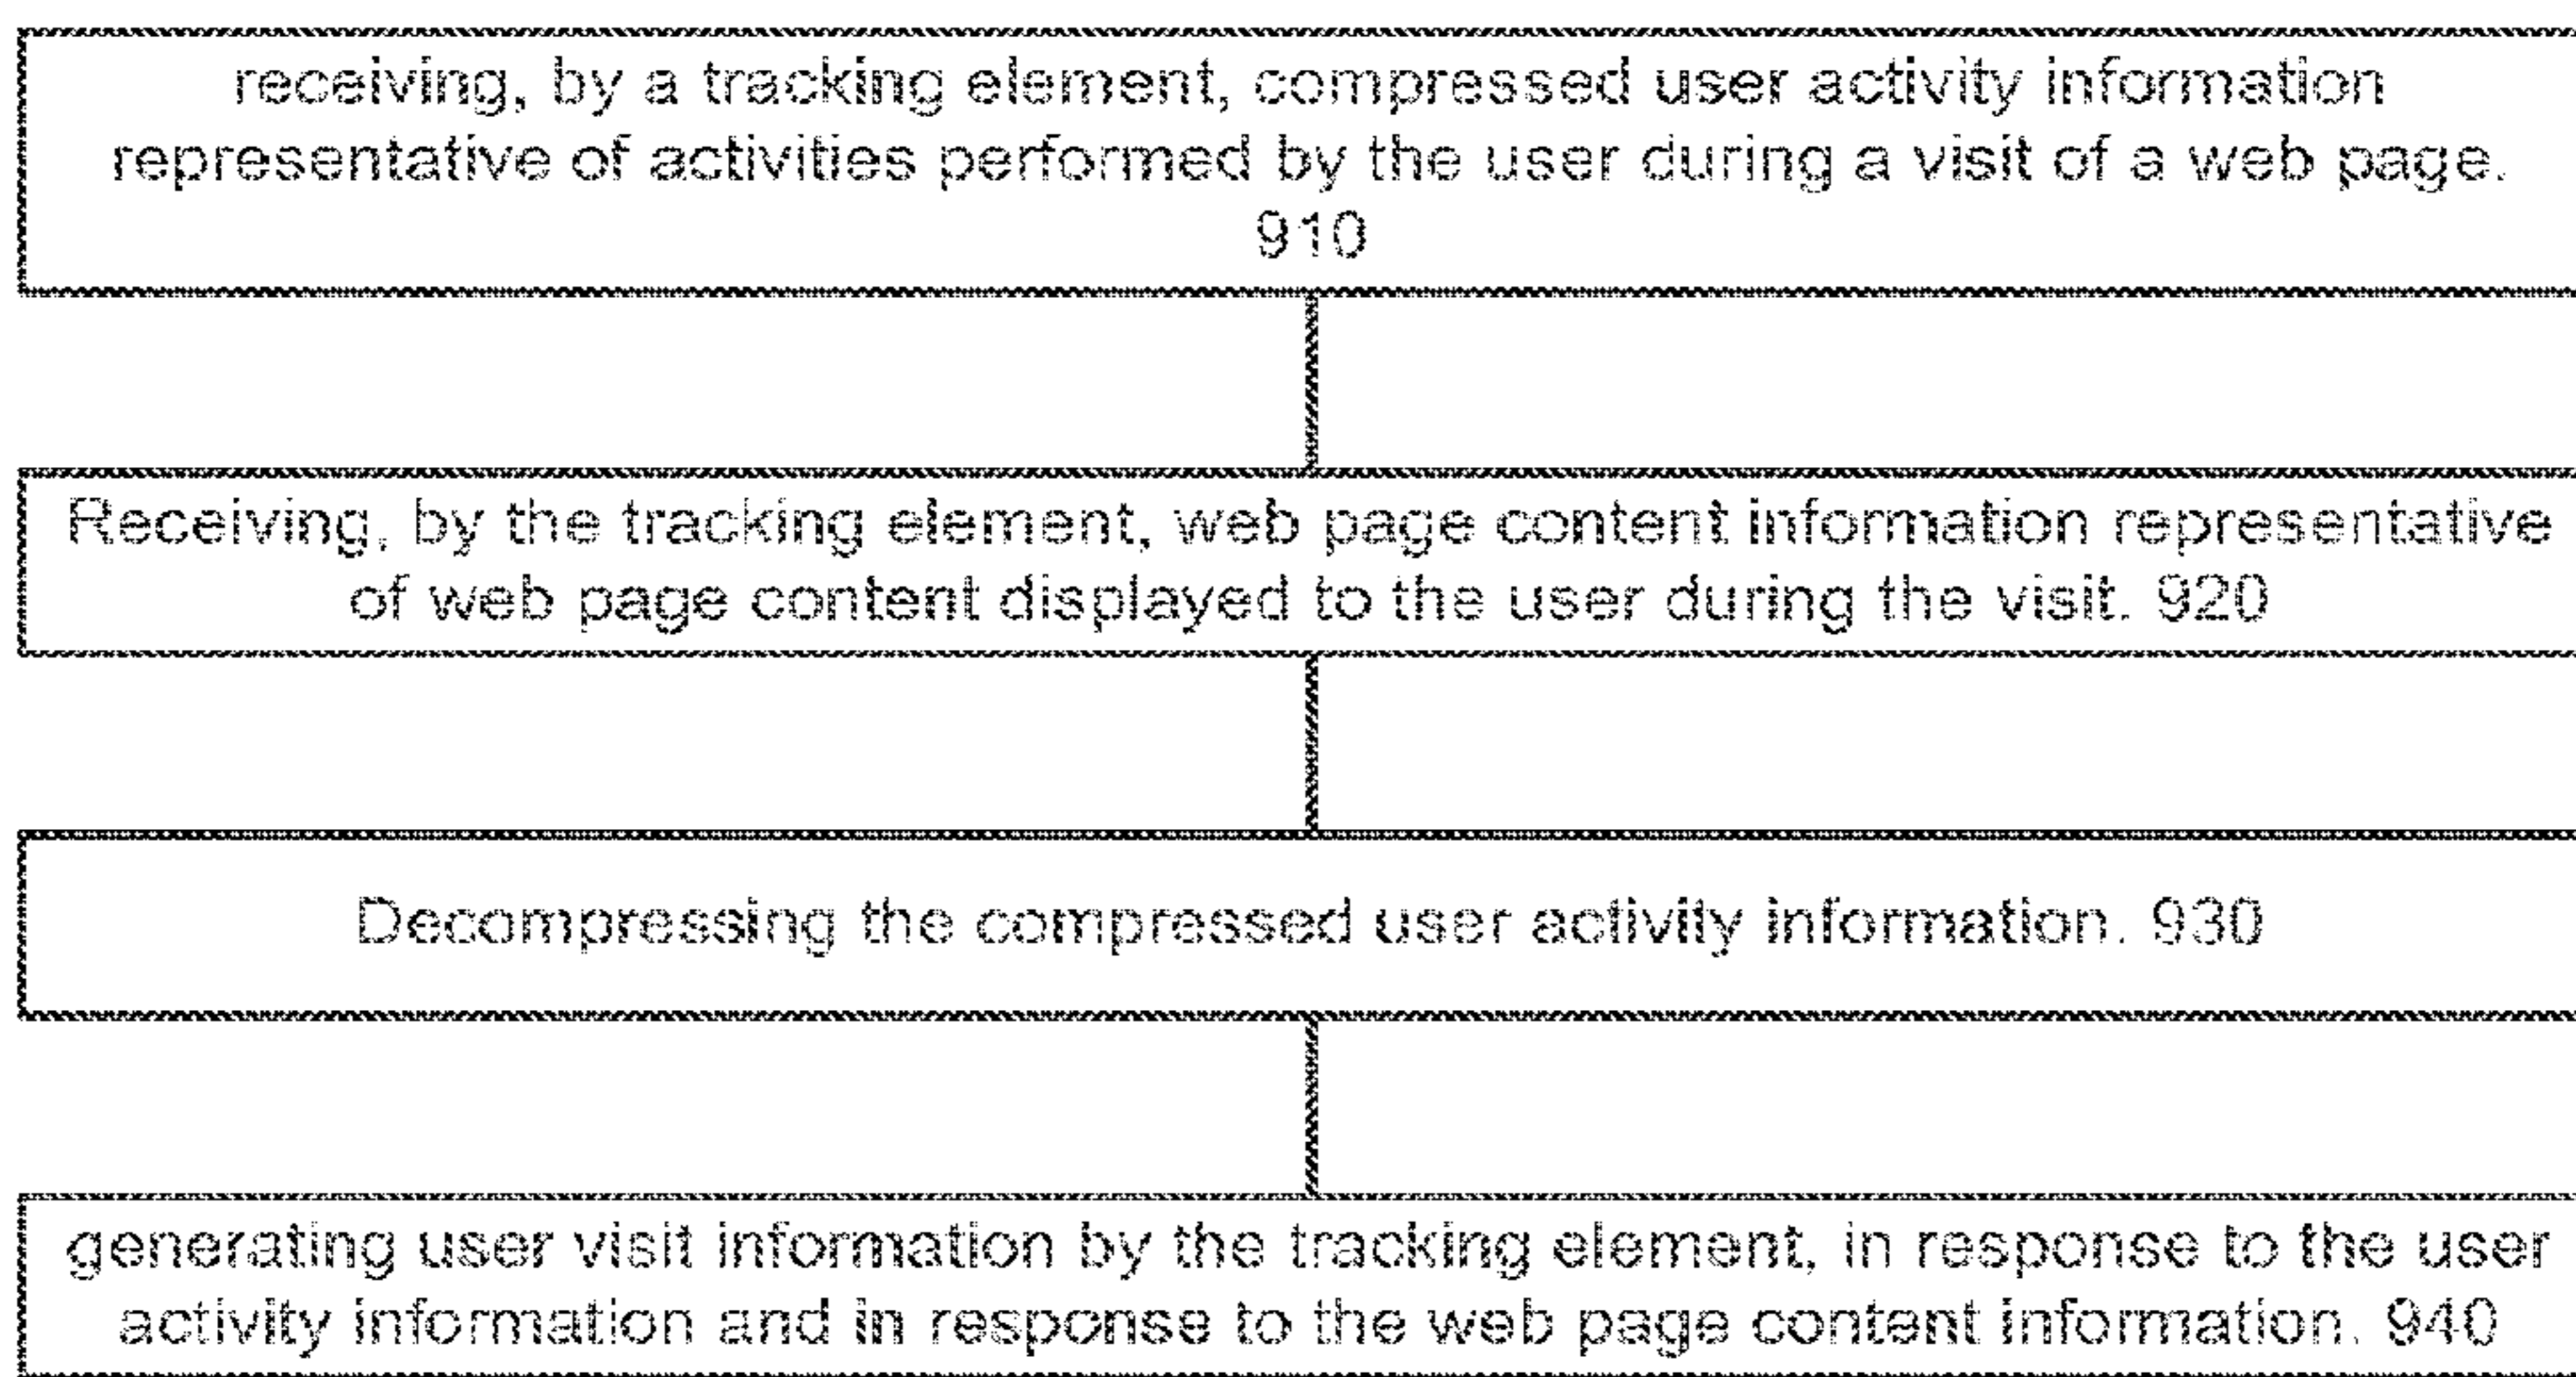 receiving, by a tracking element, compressed user activity information
representative of activities performed by the user during a visit of a web page.
910
Receiving, by the tracking element, web page content information representative
of web page content displayed to the user during the visit. 920
Decompressing the compressed user activity information. 930
generating user visit information by the tracking element, in response to the user
activity information and in response to the web page content information. 940